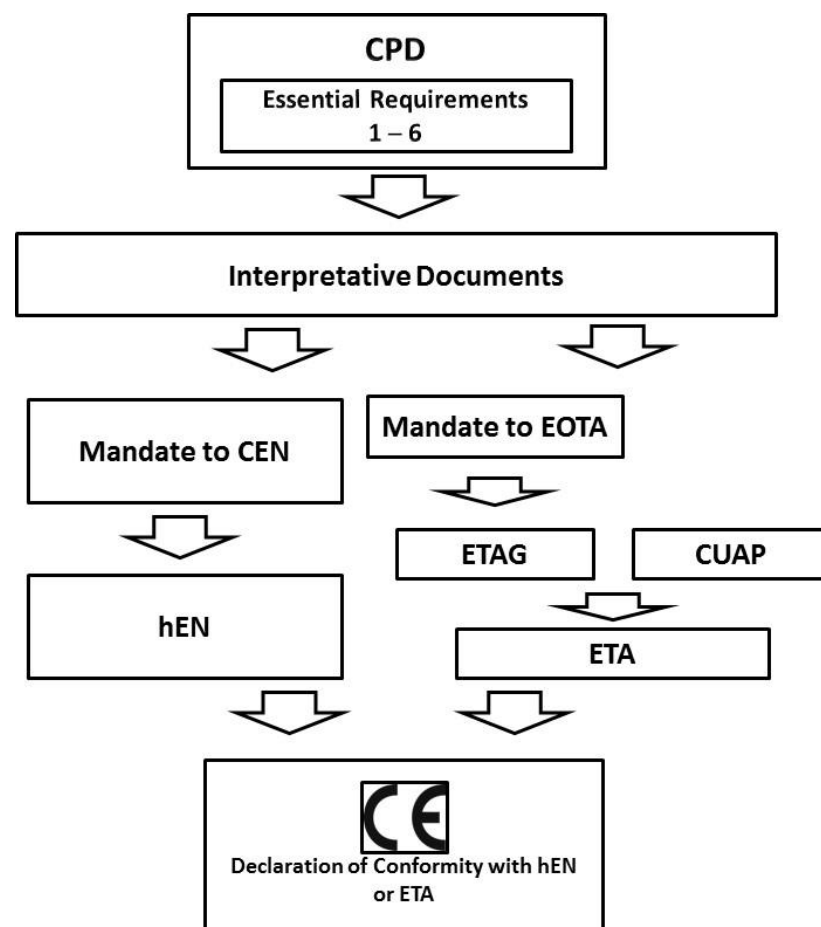 CPD
Essential Requirements
1 – 6
Interpretative Documents
Mandate to CEN
Mandate to EOTA
ETAG
CUAP
hEN
ETA
CE
Declaration of Conformity with hEN
or ETA